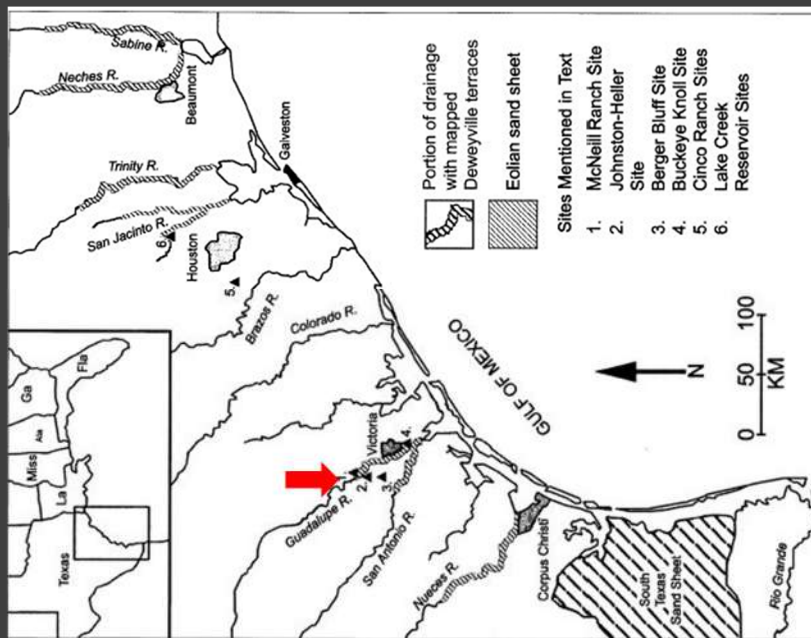 Sabine R.
Neches R.
Beaumont
Trinity R.
San Jacinto R.
Galveston
6.
Houston
5.
Brazos R.
Colorado R.
GULF OF MEXICO
Victoria
4.
1.
2.
3.
Guadalupe R.
San Antonio R.
Nueces R.
Corpus Christi
South
Texas
Sand Sheet
Rio Grande
Texas
La
Miss
Ala
Ga
Fla
Portion of drainage
with mapped
Deweyville terraces
Eolian sand sheet
Sites Mentioned in Text
1. McNeill Ranch Site
2. Johnston-Heller
Site
3. Berger Bluff Site
4. Buckeye Knoll Site
5. Cinco Ranch Sites
6. Lake Creek
Reservoir Sites
N
0 50 100
KM